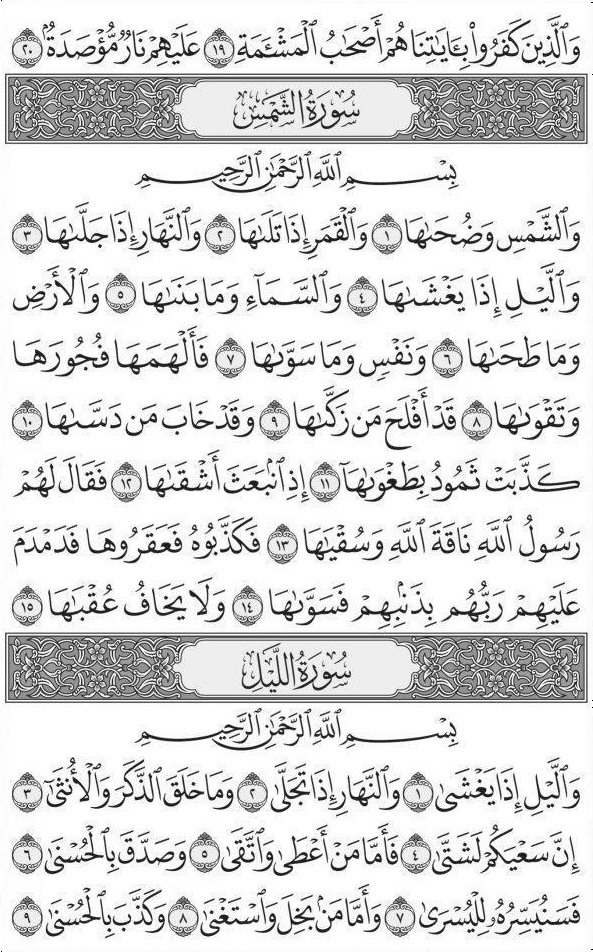 وَٱلَّذِينَ كَفَرُوا۟ بِـَٔايَـٰتِنَا هُمْ أَصْحَـٰبُ ٱلْمَشْـَٔمَةِ ١٩ عَلَيْهِمْ نَارٌ مُّؤْصَدَةٌۢ ٢٠
سُورَةُ الشَّمْسِ
بِسْمِ ٱللَّهِ ٱلرَّحْمَـٰنِ ٱلرَّحِيمِ
وَٱلشَّمْسِ وَضُحَىٰهَا ١ وَٱلْقَمَرِ إِذَا تَلَىٰهَا ٢ وَٱلنَّهَارِ إِذَا جَلَّىٰهَا ٣
وَٱلَّيْلِ إِذَا يَغْشَىٰهَا ٤ وَٱلسَّمَآءِ وَمَا بَنَىٰهَا ٥ وَٱلْأَرْضِ
وَمَا طَحَىٰهَا ٦ وَنَفْسٍ وَمَا سَوَّىٰهَا ٧ فَأَلْهَمَهَا فُجُورَهَا
وَتَقْوَىٰهَا ٨ قَدْ أَفْلَحَ مَن زَكَّىٰهَا ٩ وَقَدْ خَابَ مَن دَسَّىٰهَا ١٠
كَذَّبَتْ ثَمُودُ بِطَغْوَىٰهَآ ١١ إِذِ ٱنۢبَعَثَ أَشْقَىٰهَا ١٢ فَقَالَ لَهُمْ
رَسُولُ ٱللَّهِ نَاقَةَ ٱللَّهِ وَسُقْيَـٰهَا ١٣ فَكَذَّبُوهُ فَعَقَرُوهَا فَدَمْدَمَ
عَلَيْهِمْ رَبُّهُم بِذَنۢبِهِمْ فَسَوَّىٰهَا ١٤ وَلَا يَخَافُ عُقْبَـٰهَا ١٥
سُورَةُ اللَّيْلِ
بِسْمِ ٱللَّهِ ٱلرَّحْمَـٰنِ ٱلرَّحِيمِ
وَٱلَّيْلِ إِذَا يَغْشَىٰ ١ وَٱلنَّهَارِ إِذَا تَجَلَّىٰ ٢ وَمَا خَلَقَ ٱلذَّكَرَ وَٱلْأُنثَىٰٓ ٣
إِنَّ سَعْيَكُمْ لَشَتَّىٰ ٤ فَأَمَّا مَنْ أَعْطَىٰ وَٱتَّقَىٰ ٥ وَصَدَّقَ بِٱلْحُسْنَىٰ ٦
فَسَنُيَسِّرُهُۥ لِلْيُسْرَىٰ ٧ وَأَمَّا مَنۢ بَخِلَ وَٱسْتَغْنَىٰ ٨ وَكَذَّبَ بِٱلْحُسْنَىٰ ٩